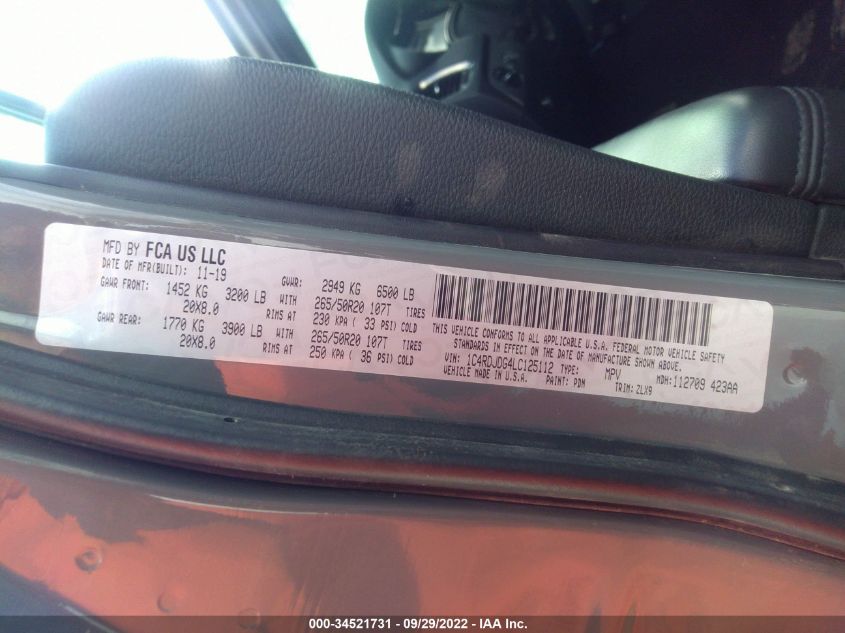 MFD BY FCA US LLC
DATE OF MFR(BUILT): 11-19 GVWR: 2949 KG 6500 LB
GAWR FRONT: 1452 KG 3200 LB WITH 265/50R20 107T TIRES
20X8.0 RIMS AT 230 KPA ( 33 PSI) COLD
GAWR REAR: 1770 KG 3900 LB WITH 265/50R20 107T TIRES
20X8.0 RIMS AT 250 KPA ( 36 PSI) COLD
THIS VEHICLE CONFORMS TO ALL APPLICABLE U.S.A. FEDERAL MOTOR VEHICLE SAFETY
STANDARDS IN EFFECT ON THE DATE OF MANUFACTURE SHOWN ABOVE.
VIN: 1C4RDJDG4LC125112 TYPE: MPV MDH:112709 423AA
VEHICLE MADE IN U.S.A. PAINT: PDN TRIM: ZLX9
000-34521731 - 09/29/2022 - IAA Inc.